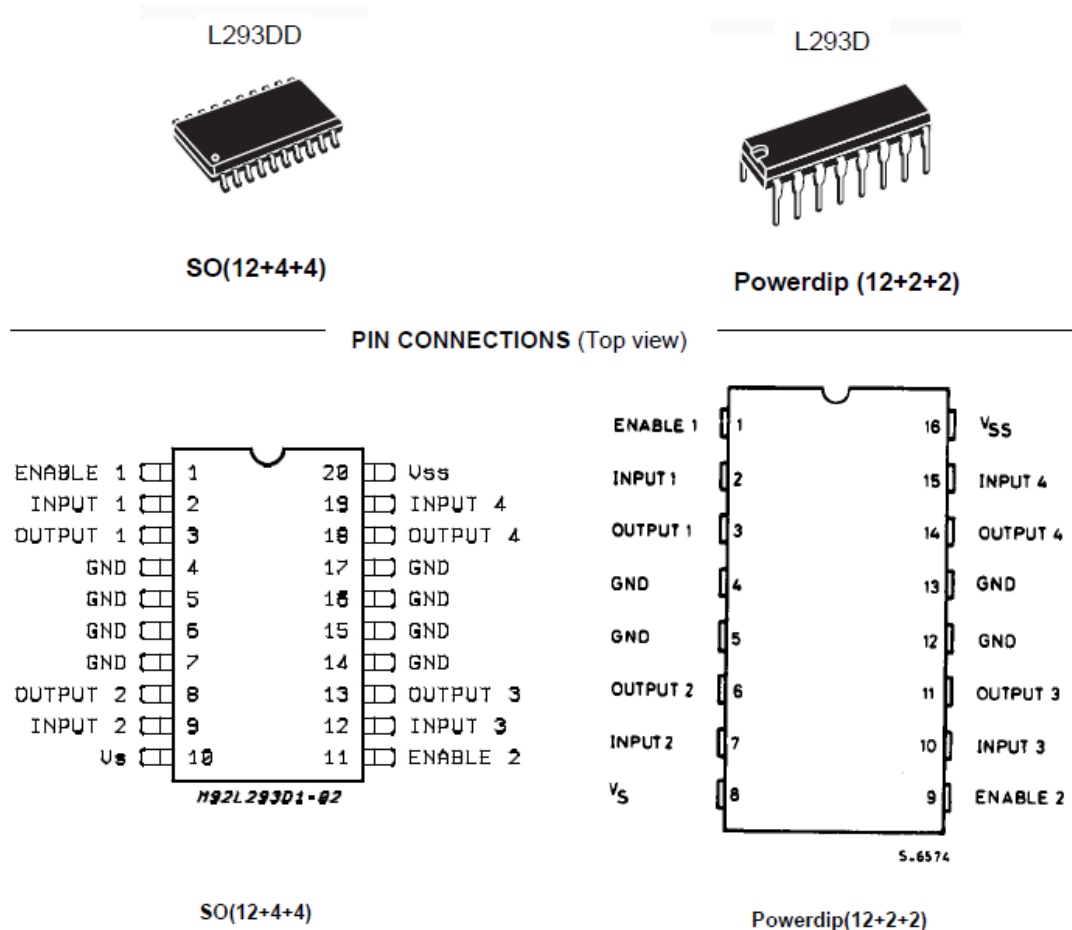 L293DD
L293D
SO(12+4+4)
Powerdip (12+2+2)
PIN CONNECTIONS (Top view)
ENABLE 1 1 20 Vss
INPUT 1 2 19 INPUT 4
OUTPUT 1 3 18 OUTPUT 4
GND 4 17 GND
GND 5 16 GND
GND 6 15 GND
GND 7 14 GND
OUTPUT 2 8 13 OUTPUT 3
INPUT 2 9 12 INPUT 3
Vs 10 11 ENABLE 2
M92L293D1-02
SO(12+4+4)
ENABLE 1 1 16 VSS
INPUT 1 2 15 INPUT 4
OUTPUT 1 3 14 OUTPUT 4
GND 4 13 GND
GND 5 12 GND
OUTPUT 2 6 11 OUTPUT 3
INPUT 2 7 10 INPUT 3
VS 8 9 ENABLE 2
S-6574
Powerdip(12+2+2)